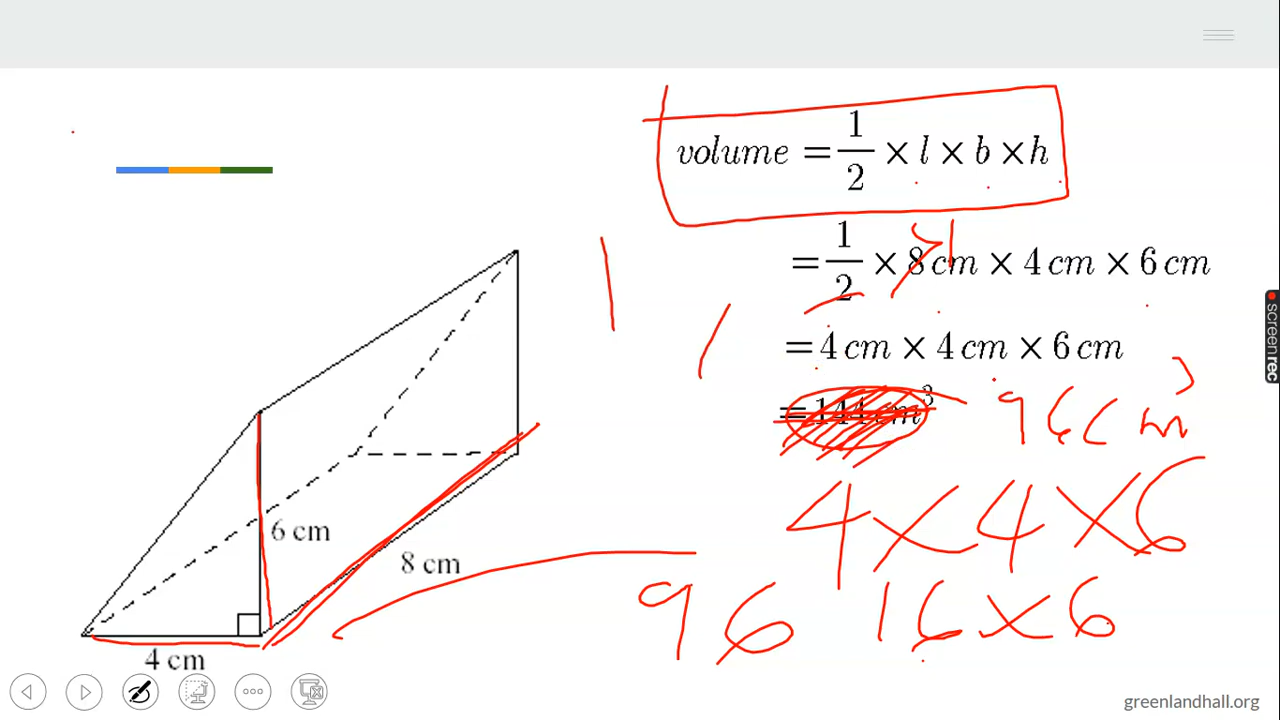 volume = 1/2 × l × b × h
= 1/2 × 8 cm × 4 cm × 6 cm
= 4 cm × 4 cm × 6 cm
= 144 cm³
96 cm³
4 × 4 × 6
96 16 × 6
6 cm
8 cm
4 cm
screenrec
greenlandhall.org